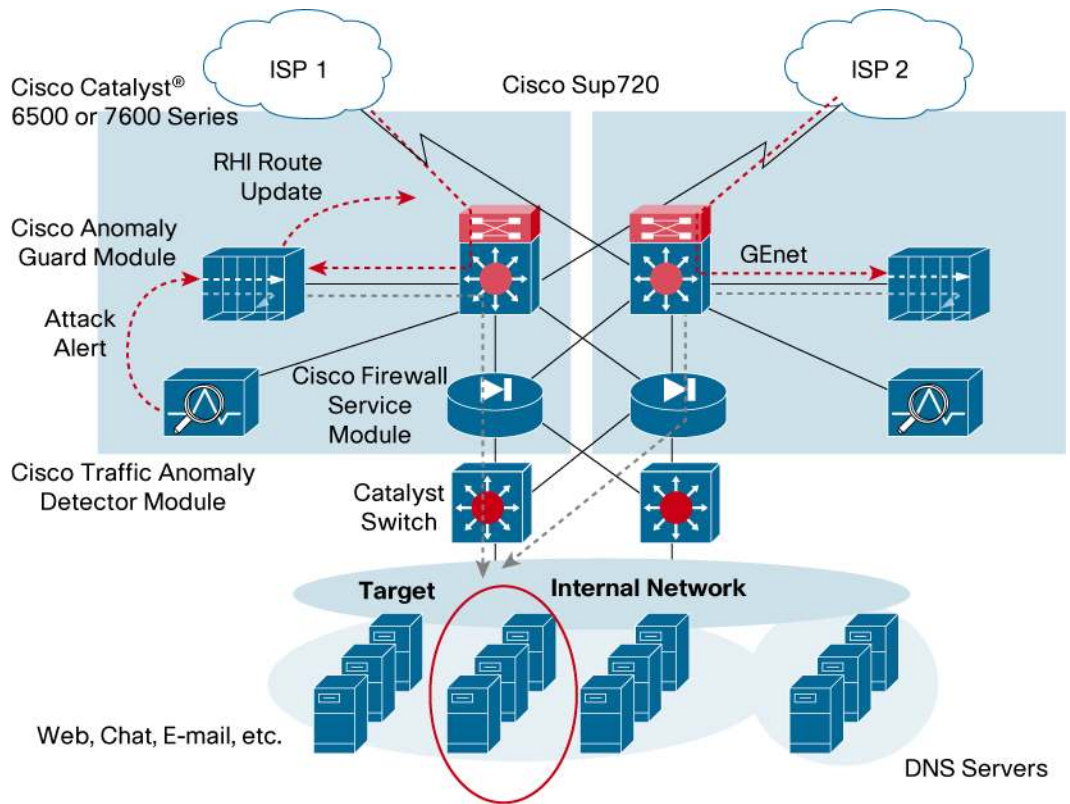 ISP 1
ISP 2
Cisco Catalyst®
6500 or 7600 Series
Cisco Sup720
RHI Route
Update
Cisco Anomaly
Guard Module
GEnet
Attack
Alert
Cisco Firewall
Service
Module
Cisco Traffic Anomaly
Detector Module
Catalyst
Switch
Target
Internal Network
Web, Chat, E-mail, etc.
DNS Servers